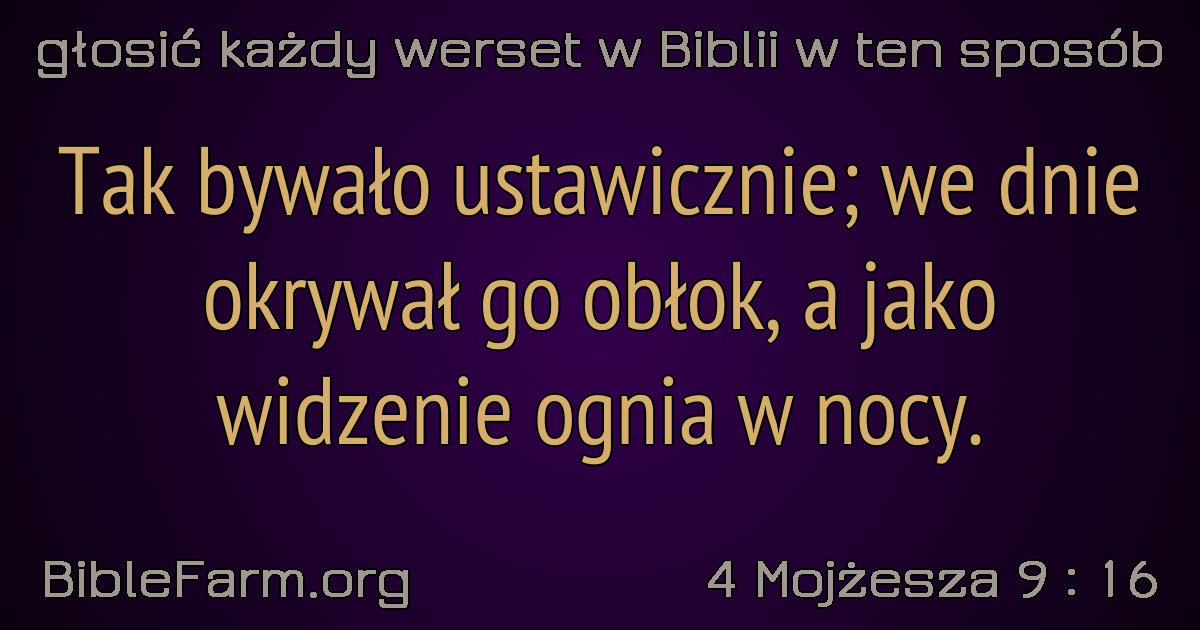 głosić każdy werset w Biblii w ten sposób
Tak bywało ustawicznie; we dnie
okrywał go obłok, a jako
widzenie ognia w nocy.
BibleFarm.org
4 Mojżesza 9 : 16